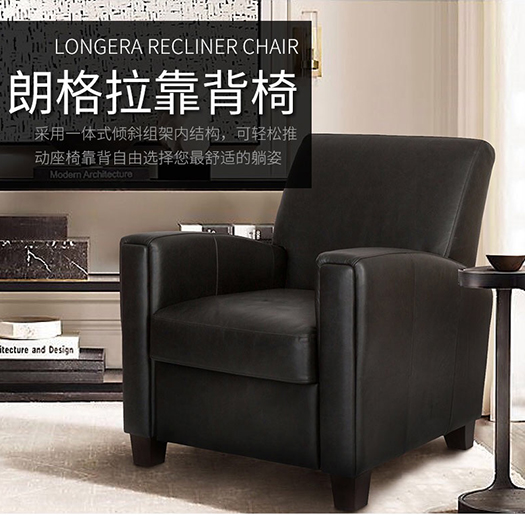 LONGERA RECLINER CHAIR
朗格拉靠背椅
采用一体式倾斜组架内结构，可轻松推
动座椅靠背自由选择您最舒适的躺姿
Modern Architecture
itecture and Design